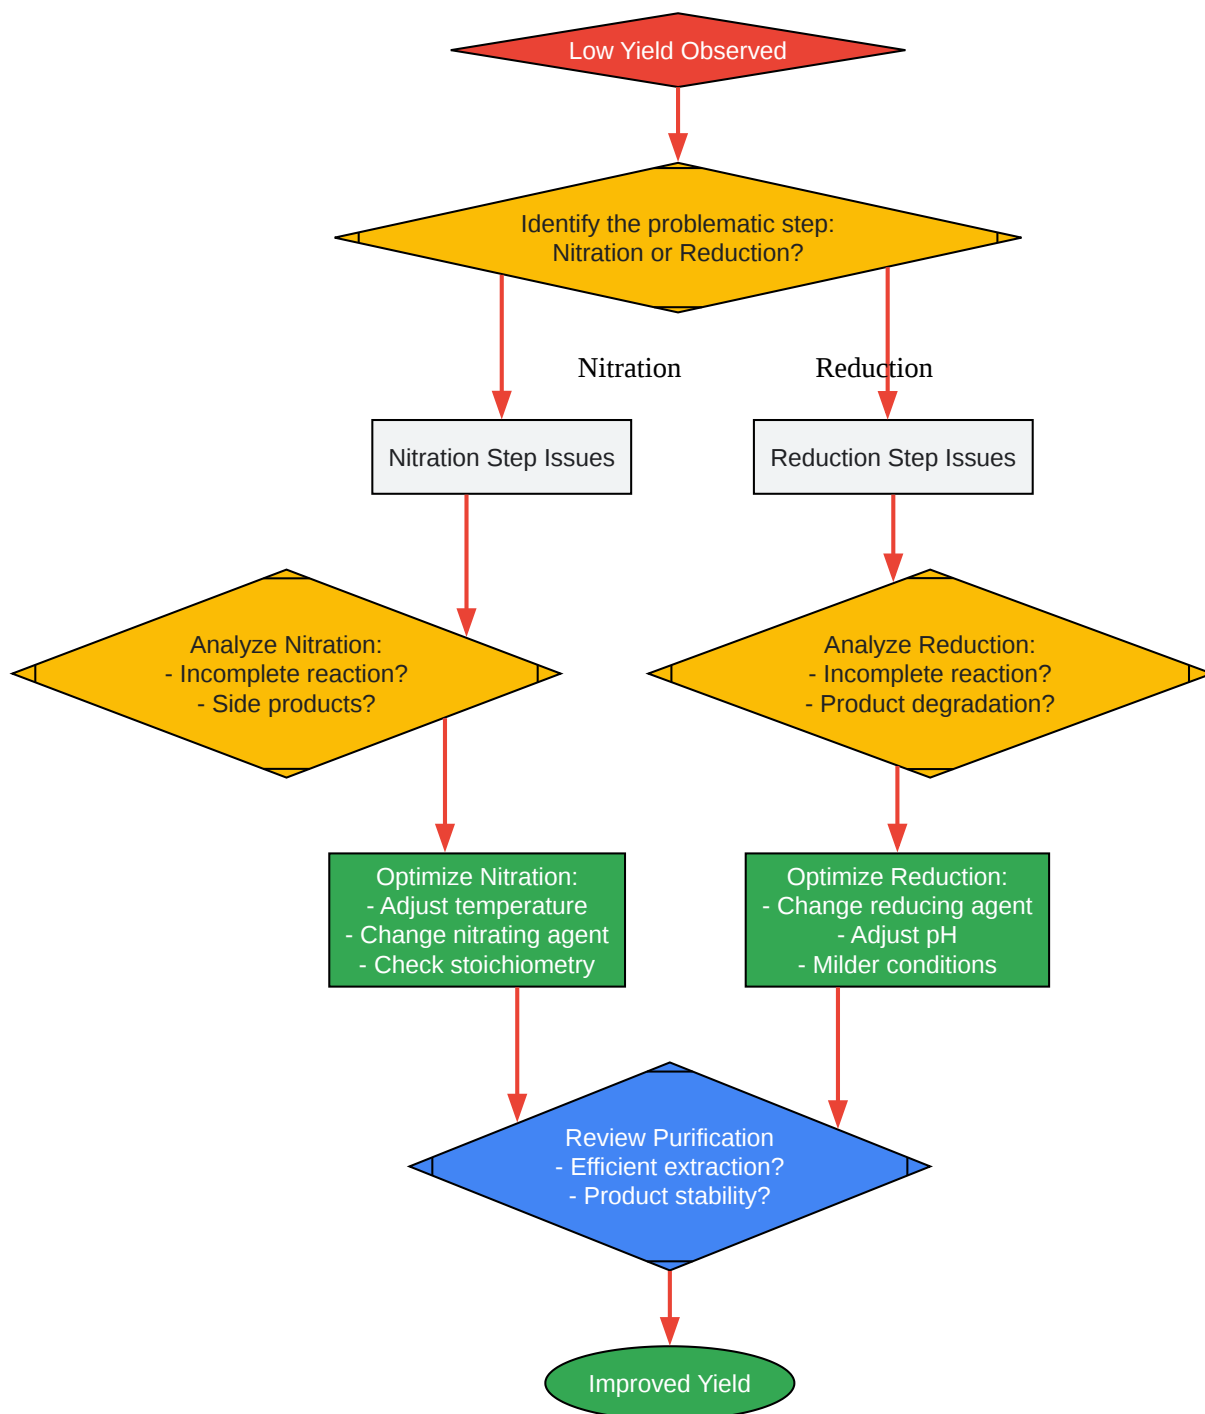 Low Yield Observed
Identify the problematic step:
Nitration or Reduction?
Nitration
Reduction
Nitration Step Issues
Reduction Step Issues
Analyze Nitration:
- Incomplete reaction?
- Side products?
Analyze Reduction:
- Incomplete reaction?
- Product degradation?
Optimize Nitration:
- Adjust temperature
- Change nitrating agent
- Check stoichiometry
Optimize Reduction:
- Change reducing agent
- Adjust pH
- Milder conditions
Review Purification
- Efficient extraction?
- Product stability?
Improved Yield